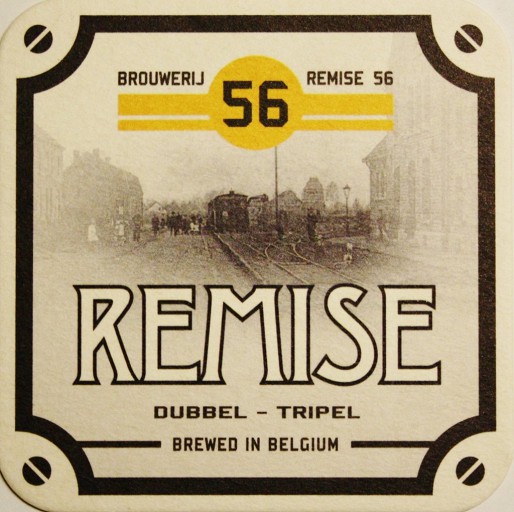 BROUWERIJ 56 REMISE 56
REMISE
DUBBEL - TRIPEL
BREWED IN BELGIUM